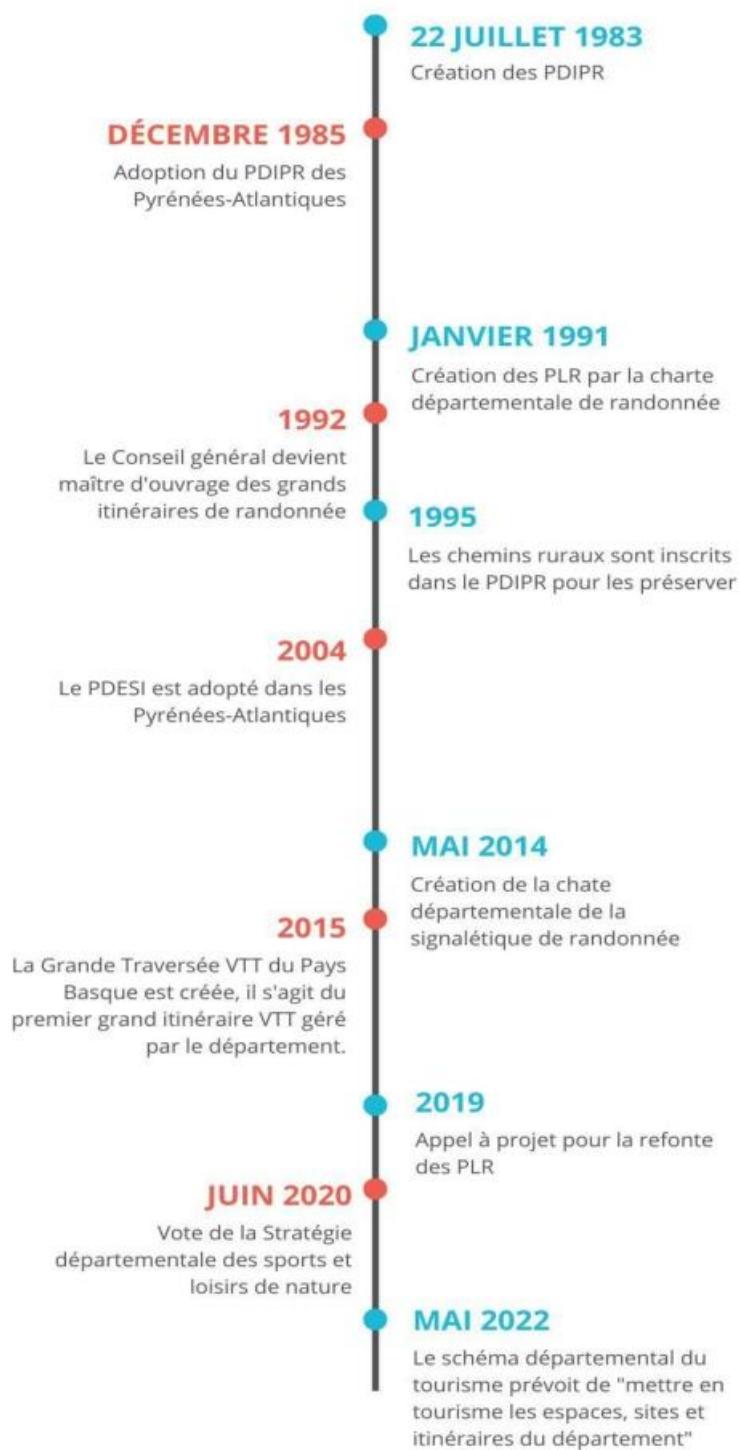 22 JUILLET 1983
Création des PDIPR
DÉCEMBRE 1985
Adoption du PDIPR des
Pyrénées-Atlantiques
JANVIER 1991
Création des PLR par la charte
départementale de randonnée
1992
Le Conseil général devient
maître d'ouvrage des grands
itinéraires de randonnée
1995
Les chemins ruraux sont inscrits
dans le PDIPR pour les préserver
2004
Le PDESI est adopté dans les
Pyrénées-Atlantiques
MAI 2014
Création de la chate
départementale de la
signalétique de randonnée
2015
La Grande Traversée VTT du Pays
Basque est créée, il s'agit du
premier grand itinéraire VTT géré
par le département.
2019
Appel à projet pour la refonte
des PLR
JUIN 2020
Vote de la Stratégie
départementale des sports et
loisirs de nature
MAI 2022
Le schéma départemental du
tourisme prévoit de "mettre en
tourisme les espaces, sites et
itinéraires du département"